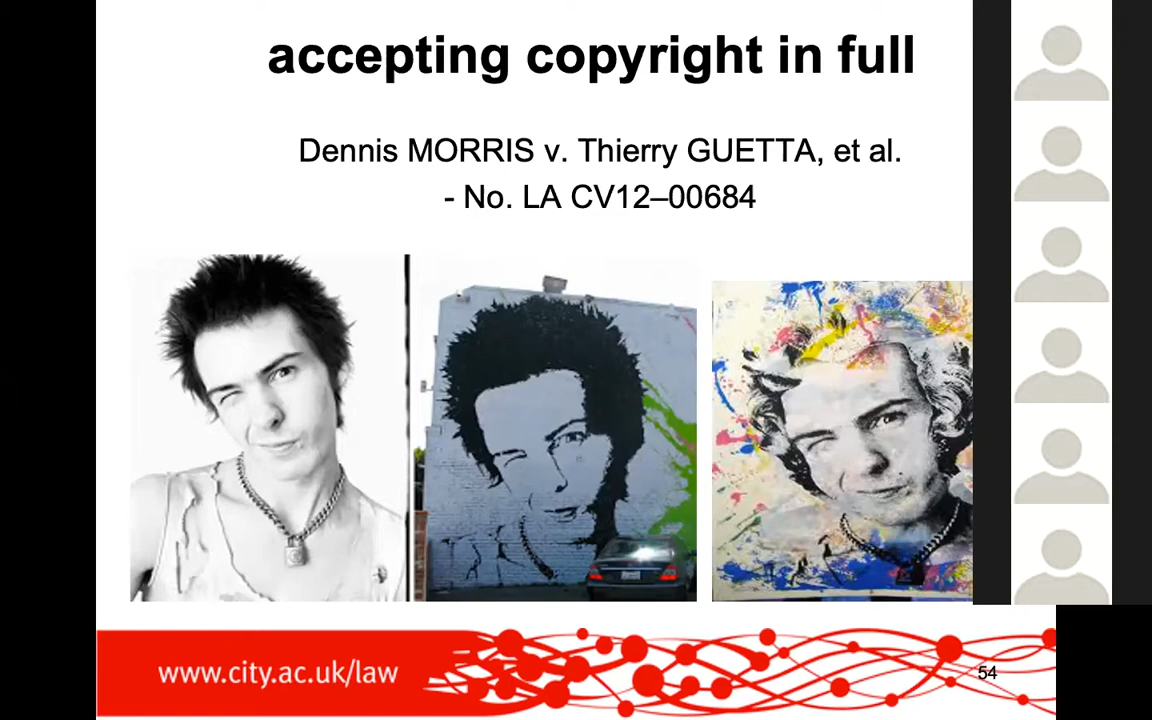 accepting copyright in full
Dennis MORRIS v. Thierry GUETTA, et al.
- No. LA CV12–00684
www.city.ac.uk/law
54